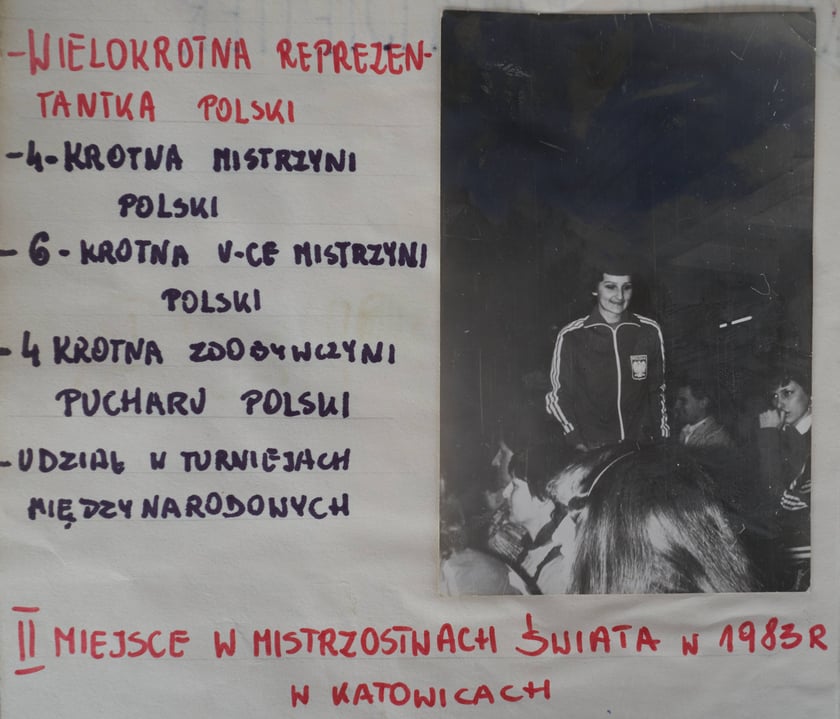 -WIELOKROTNA REPREZEN-
TANTKA POLSKI
-4-KROTNA MISTRZYNI
POLSKI
- 6-KROTNA V-CE MISTRZYNI
POLSKI
- 4 KROTNA ZDOBYWCZYNI
PUCHARU POLSKI
-UDZIAŁ W TURNIEJACH
MIĘDZYNARODOWYCH
II MIEJSCE W MISTRZOSTWACH ŚWIATA W 1983R
W KATOWICACH